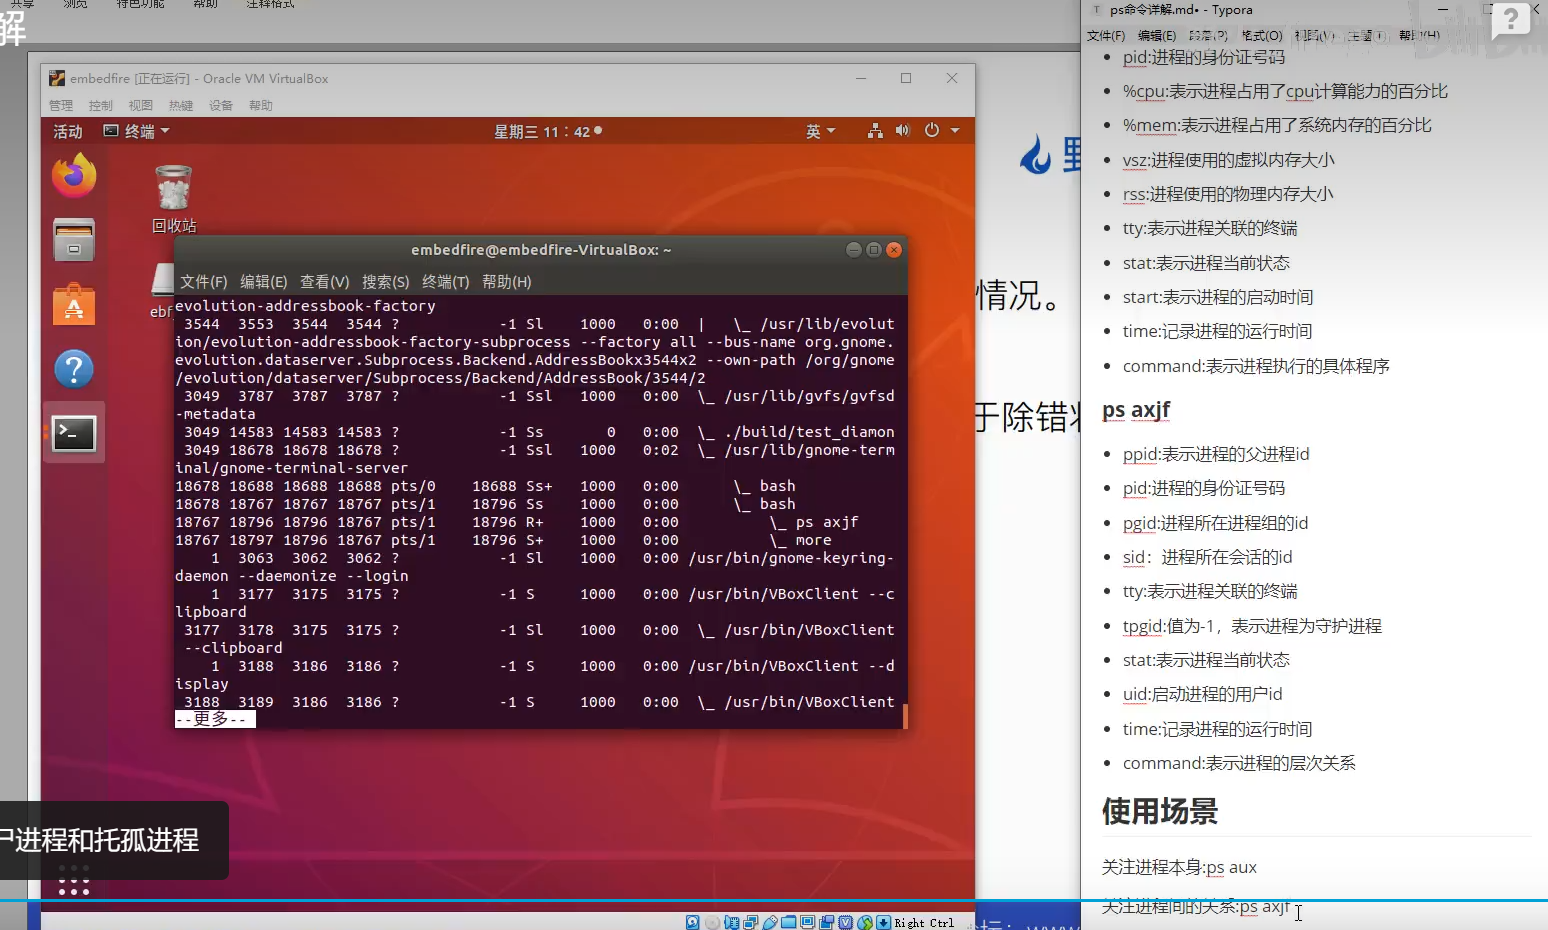 共享 浏览 特色功能 帮助 注释格式
解
ps命令详解.md• - Typora
文件(F) 编辑(E) 段落(P) 格式(O) 视图(V) 主题(T) 帮助(H)
embedfire [正在运行] - Oracle VM VirtualBox
管理 控制 视图 热键 设备 帮助
活动 终端 星期三 11：42 英
回收站
embedfire@embedfire-VirtualBox: ~
文件(F) 编辑(E) 查看(V) 搜索(S) 终端(T) 帮助(H)
evolution-addressbook-factory
3544 3553 3544 3544 ? -1 Sl 1000 0:00 | \_ /usr/lib/evolut
ion/evolution-addressbook-factory-subprocess --factory all --bus-name org.gnome.
evolution.dataserver.Subprocess.Backend.AddressBookx3544x2 --own-path /org/gnome
/evolution/dataserver/Subprocess/Backend/AddressBook/3544/2
3049 3787 3787 3787 ? -1 Ssl 1000 0:00 \_ /usr/lib/gvfs/gvfsd
-metadata
3049 14583 14583 14583 ? -1 Ss 0 0:00 \_ ./build/test_diamon
3049 18678 18678 18678 ? -1 Ssl 1000 0:02 \_ /usr/lib/gnome-term
inal/gnome-terminal-server
18678 18688 18688 18688 pts/0 18688 Ss+ 1000 0:00 \_ bash
18678 18767 18767 18767 pts/1 18796 Ss 1000 0:00 \_ bash
18767 18796 18796 18767 pts/1 18796 R+ 1000 0:00 \_ ps axjf
18767 18797 18796 18767 pts/1 18796 S+ 1000 0:00 \_ more
1 3063 3062 3062 ? -1 Sl 1000 0:00 /usr/bin/gnome-keyring-
daemon --daemonize --login
1 3177 3175 3175 ? -1 S 1000 0:00 /usr/bin/VBoxClient --c
lipboard
3177 3178 3175 3175 ? -1 Sl 1000 0:00 \_ /usr/bin/VBoxClient
--clipboard
1 3188 3186 3186 ? -1 S 1000 0:00 /usr/bin/VBoxClient --d
isplay
3188 3189 3186 3186 ? -1 S 1000 0:00 \_ /usr/bin/VBoxClient
--更多--
ebf
情况。
于除错
进程和托孤进程
Right Ctrl
pid:进程的身份证号码
%cpu:表示进程占用了cpu计算能力的百分比
%mem:表示进程占用了系统内存的百分比
vsz:进程使用的虚拟内存大小
rss:进程使用的物理内存大小
tty:表示进程关联的终端
stat:表示进程当前状态
start:表示进程的启动时间
time:记录进程的运行时间
command:表示进程执行的具体程序
ps axjf
ppid:表示进程的父进程id
pid:进程的身份证号码
pgid:进程所在进程组的id
sid：进程所在会话的id
tty:表示进程关联的终端
tpgid:值为-1，表示进程为守护进程
stat:表示进程当前状态
uid:启动进程的用户id
time:记录进程的运行时间
command:表示进程的层次关系
使用场景
关注进程本身:ps aux
关注进程间的关系:ps axjf